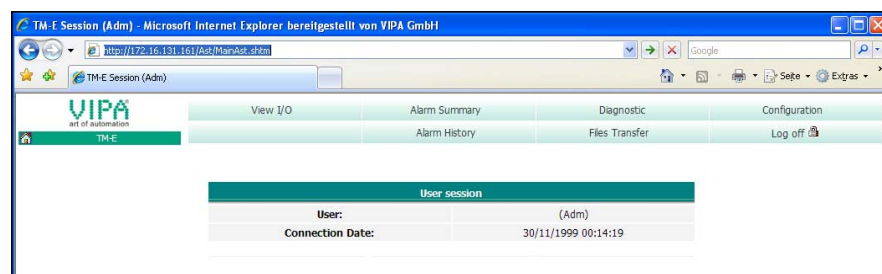 TM-E Session (Adm) - Microsoft Internet Explorer bereitgestellt von VIPA GmbH
http://172.16.131.161/Ast/MainAst.shtm
Google
TM-E Session (Adm)
Seite
Extras
VIPA
art of automation
TM-E
View I/O
Alarm Summary
Diagnostic
Configuration
Alarm History
Files Transfer
Log off
User session
User: (Adm)
Connection Date: 30/11/1999 00:14:19